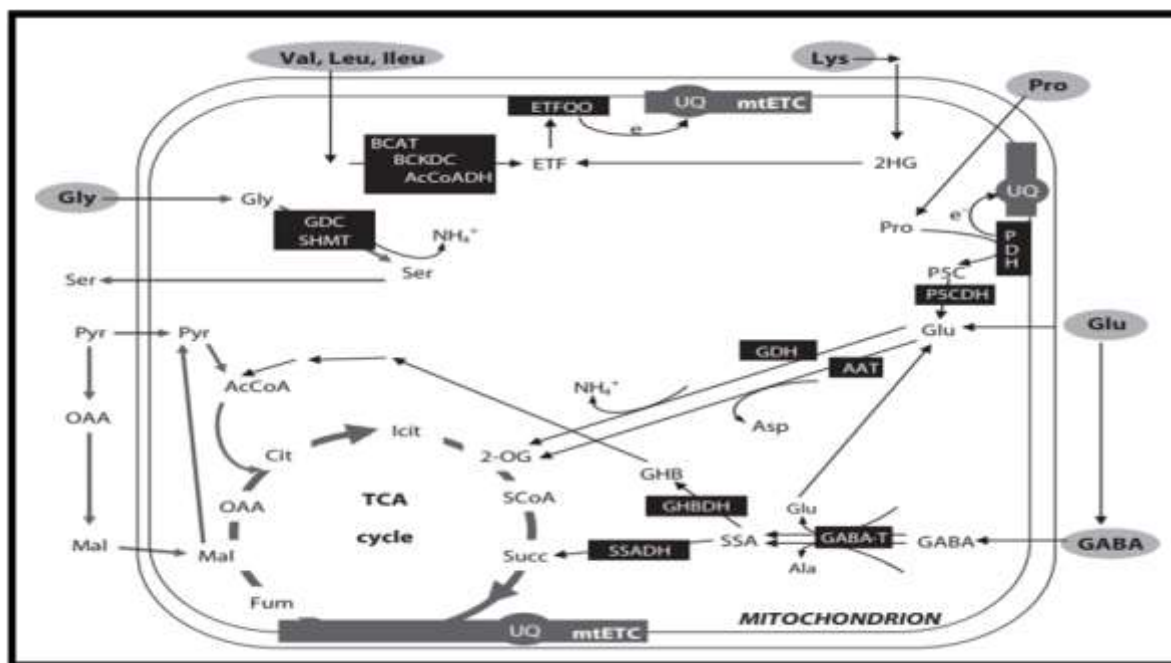 Val, Leu, Ileu
Lys
Pro
ETFQO
UQ
mtETC
e
BCAT
BCKDC
AcCoADH
ETF
2HG
UQ
Gly
Gly
GDC
SHMT
NH₄⁺
e⁻
Pro
PDH
Ser
Ser
P5C
P5CDH
Pyr
Pyr
Glu
Glu
GDH
AAT
AcCoA
NH₄⁺
OAA
Asp
Icit
Cit
2-OG
GHB
OAA
TCA
cycle
SCoA
GHBDH
Glu
Mal
Mal
Succ
SSADH
SSA
GABA-T
GABA
GABA
Ala
Fum
MITOCHONDRION
UQ
mtETC